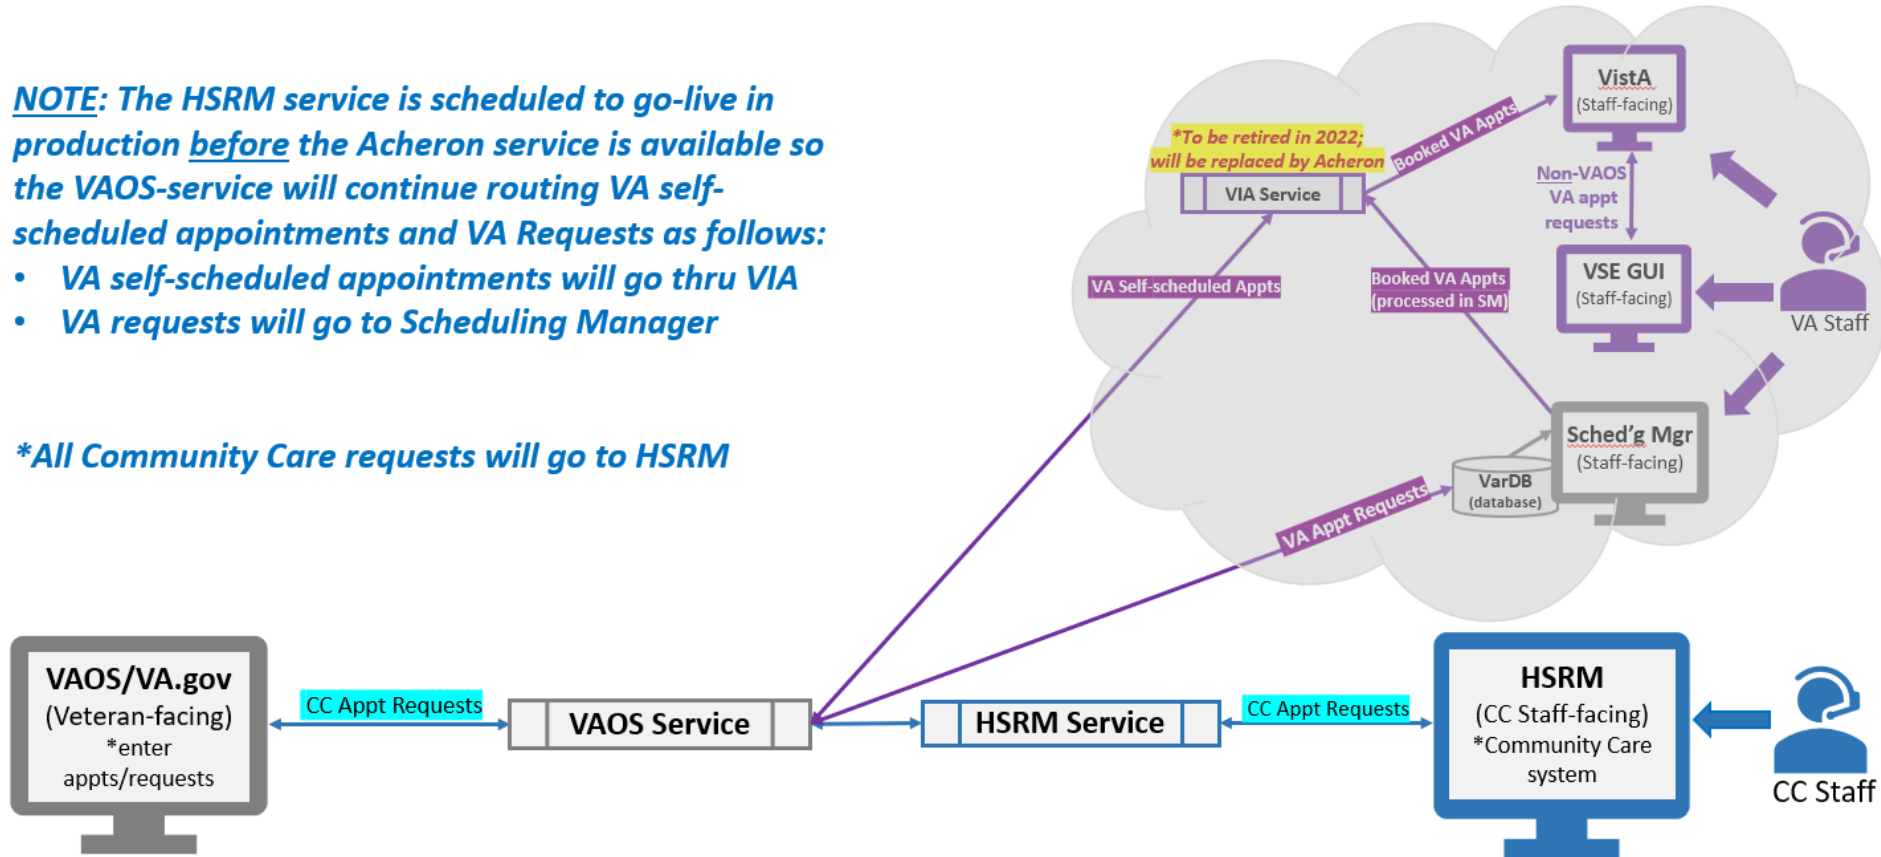 NOTE: The HSRM service is scheduled to go-live in
production before the Acheron service is available so
the VAOS-service will continue routing VA self-
scheduled appointments and VA Requests as follows:
• VA self-scheduled appointments will go thru VIA
• VA requests will go to Scheduling Manager
*All Community Care requests will go to HSRM
*To be retired in 2022;
will be replaced by Acheron
VIA Service
Booked VA Appts
VistA
(Staff-facing)
Non-VAOS
VA appt
requests
VSE GUI
(Staff-facing)
VA Staff
VA Self-scheduled Appts
Booked VA Appts
(processed in SM)
Sched'g Mgr
(Staff-facing)
VarDB
(database)
VA Appt Requests
VAOS/VA.gov
(Veteran-facing)
*enter
appts/requests
CC Appt Requests
VAOS Service
HSRM Service
CC Appt Requests
HSRM
(CC Staff-facing)
*Community Care
system
CC Staff